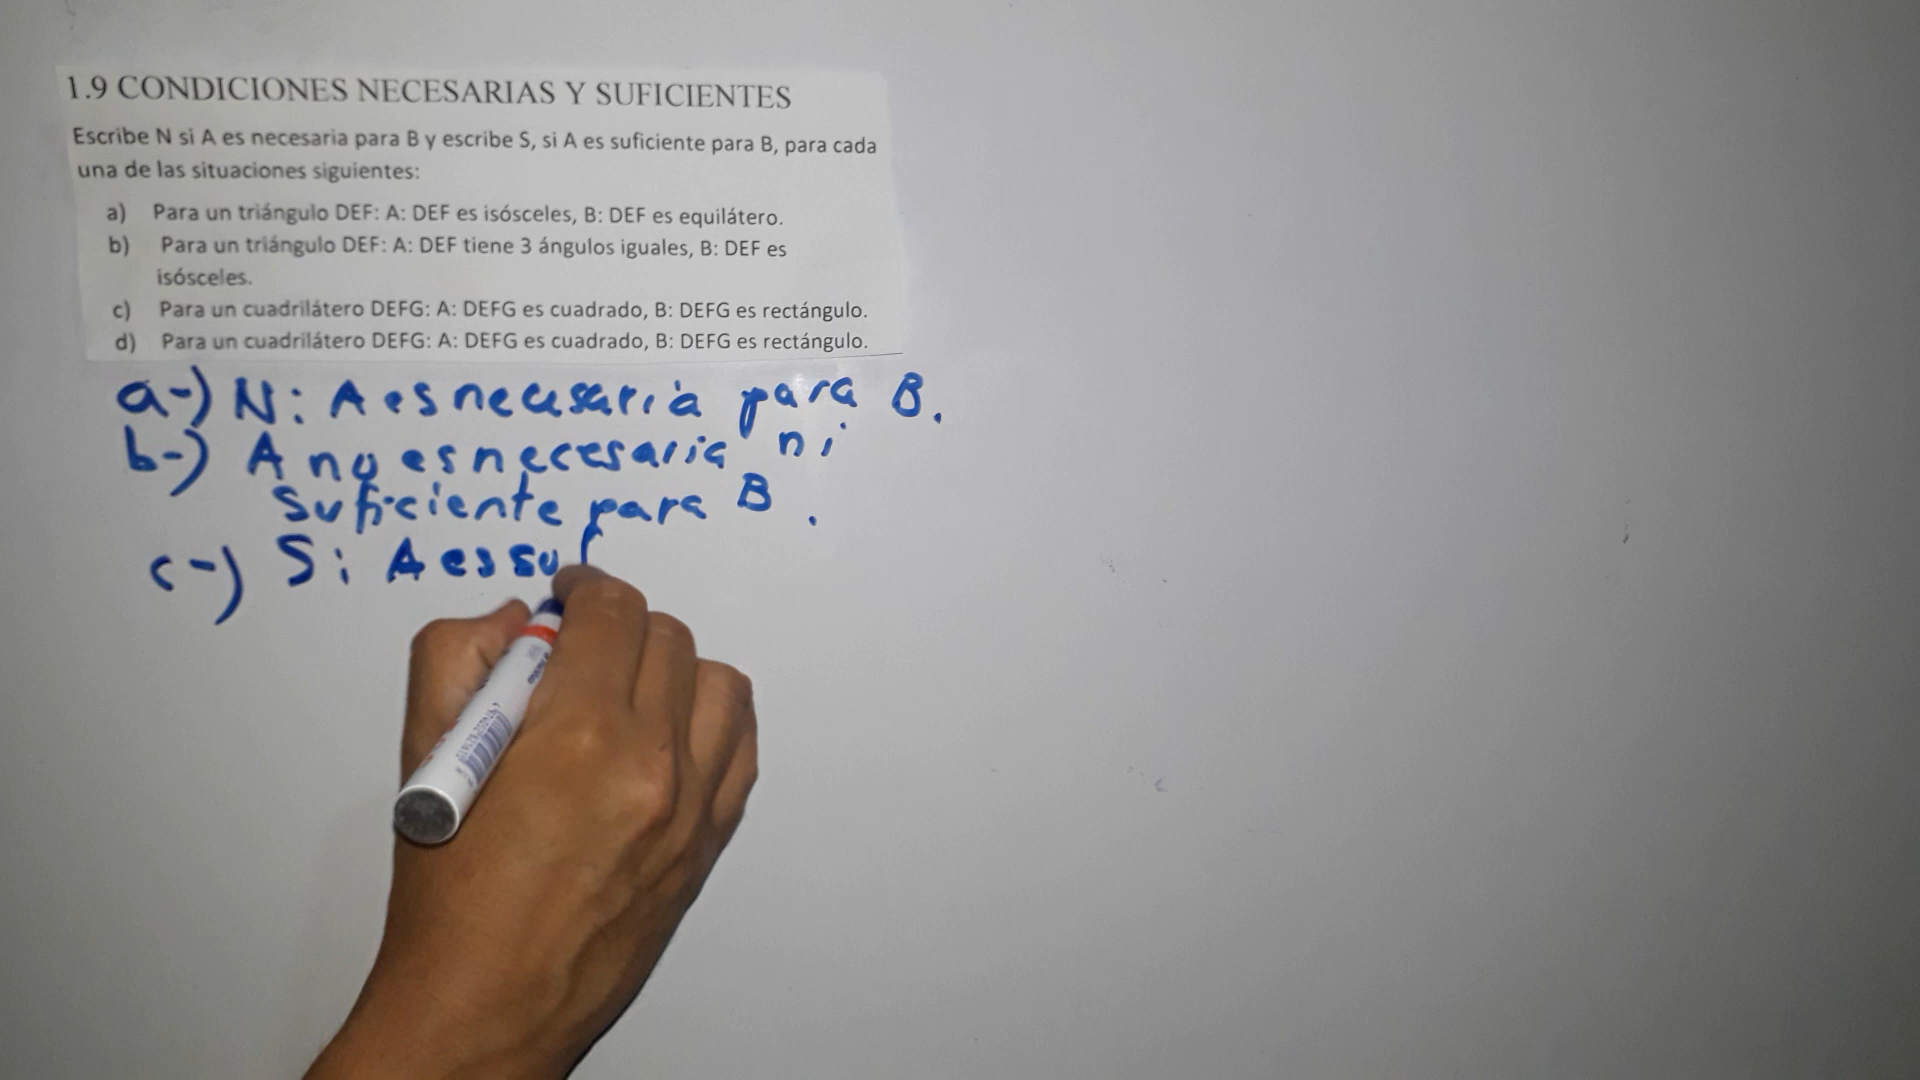 1.9 CONDICIONES NECESARIAS Y SUFICIENTES
Escribe N si A es necesaria para B y escribe S, si A es suficiente para B, para cada
una de las situaciones siguientes:
a) Para un triángulo DEF: A: DEF es isósceles, B: DEF es equilátero.
b) Para un triángulo DEF: A: DEF tiene 3 ángulos iguales, B: DEF es
isósceles.
c) Para un cuadrilátero DEFG: A: DEFG es cuadrado, B: DEFG es rectángulo.
d) Para un cuadrilátero DEFG: A: DEFG es cuadrado, B: DEFG es rectángulo.
a-) N: A es necesaria para B.
b-) A no es necesaria ni
suficiente para B.
c-) S: A es suf